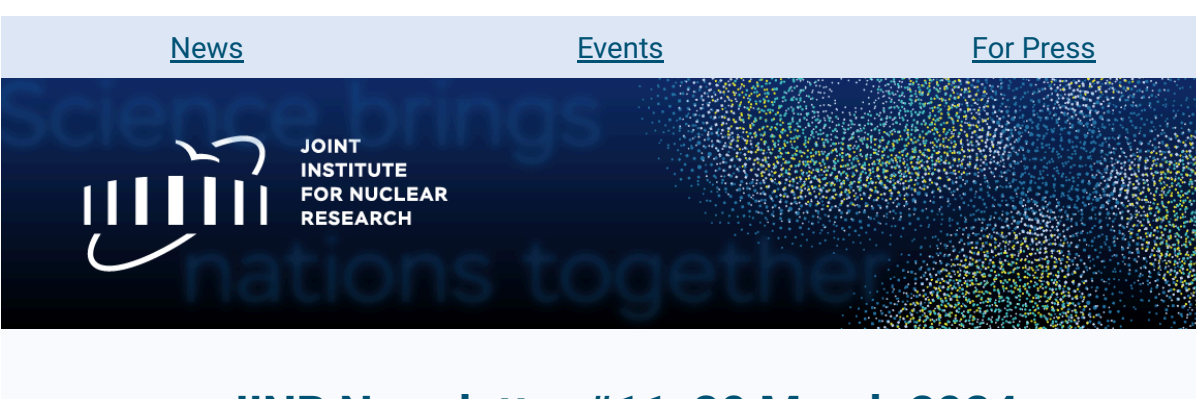 News Events For Press
Science brings
JOINT
INSTITUTE
FOR NUCLEAR
RESEARCH
nations together